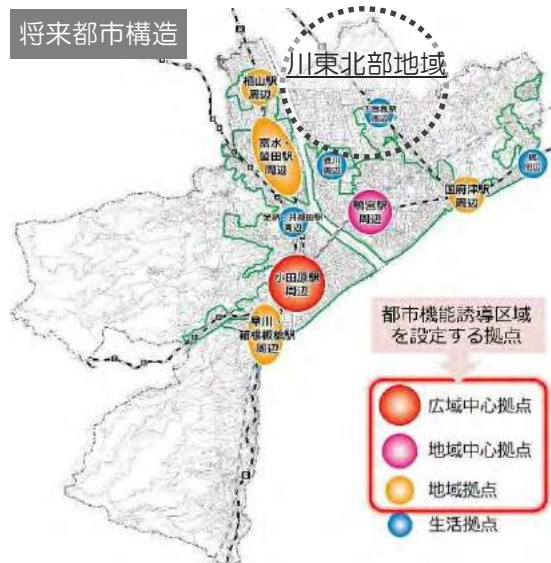 将来都市構造
川東北部地域
栢山駅
周辺
下曽我駅
周辺
富水・
螢田駅
周辺
豊川
周辺
国府津駅
周辺
鴨宮駅
周辺
足柄・井細田駅
周辺
小田原駅
周辺
早川・
箱根板橋駅
周辺
都市機能誘導区域
を設定する拠点
広域中心拠点
地域中心拠点
地域拠点
生活拠点